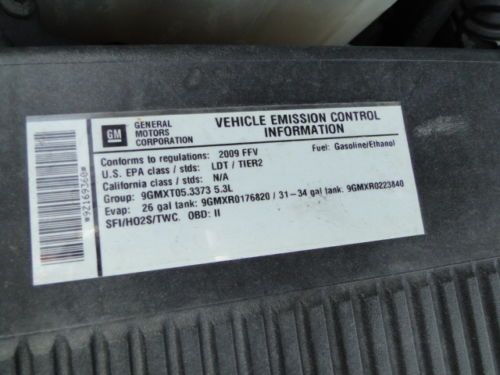 GM
GENERAL
MOTORS
CORPORATION
VEHICLE EMISSION CONTROL
INFORMATION
Conforms to regulations: 2009 FFV Fuel: Gasoline/Ethanol
U.S. EPA class / stds: LDT / TIER2
California class / stds: N/A
Group: 9GMXT05.3373 5.3L
Evap: 26 gal tank: 9GMXR0176820 / 31-34 gal tank: 9GMXR0223840
SFI/HO2S/TWC. OBD: II
*92169360*